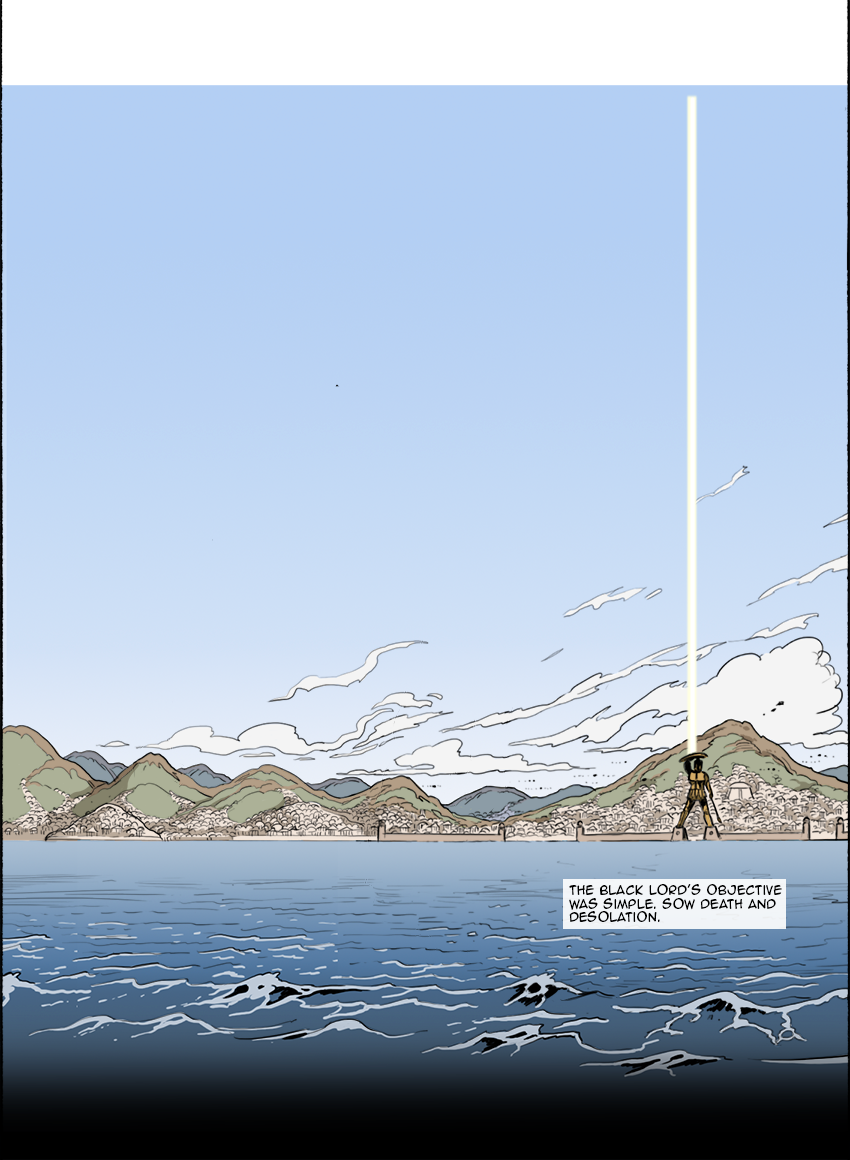 THE BLACK LORD'S OBJECTIVE
WAS SIMPLE. SOW DEATH AND
DESOLATION.